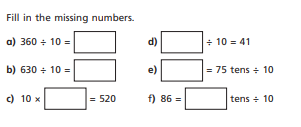 Fill in the missing numbers.
a) 360 ÷ 10 =
d) ÷ 10 = 41
b) 630 ÷ 10 =
e) = 75 tens ÷ 10
c) 10 × = 520
f) 86 = tens ÷ 10